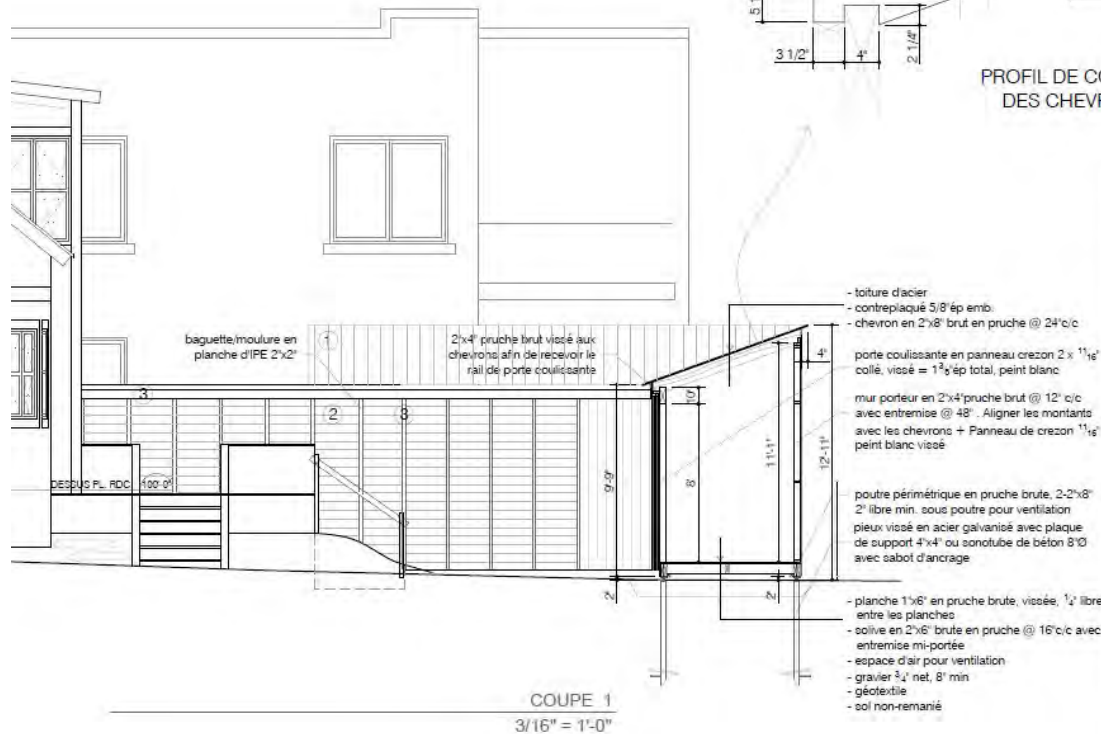 5 1
3 1/2"
4"
2 1/4"
PROFIL DE CO
DES CHEVR
baguette/moulure en
planche d'IPE 2"x2"
1
2"x4" pruche brut vissé aux
chevrons afin de recevoir le
rail de porte coulissante
3
2
3
DESSUS PL. RDC 100'-0"
9'-9"
2"
10"
8'
11'-1"
12'-11"
4"
2"
- toiture d'acier
- contreplaqué 5/8"ép emb.
- chevron en 2"x8" brut en pruche @ 24"c/c
porte coulissante en panneau crezon 2 x 11/16"
collé, vissé = 1 3/8"ép total, peint blanc
mur porteur en 2"x4"pruche brut @ 12" c/c
avec entremise @ 48" . Aligner les montants
avec les chevrons + Panneau de crezon 11/16"
peint blanc vissé
poutre périmétrique en pruche brute, 2-2"x8"
2" libre min. sous poutre pour ventilation
pieux vissé en acier galvanisé avec plaque
de support 4"x4" ou sonotube de béton 8"Ø
avec sabot d'ancrage
- planche 1"x6" en pruche brute, vissée, 1/4" libre
entre les planches
- solive en 2"x6" brute en pruche @ 16"c/c avec
entremise mi-portée
- espace d'air pour ventilation
- gravier 3/4" net, 8" min
- géotextile
- sol non-remanié
COUPE 1
3/16" = 1'-0"